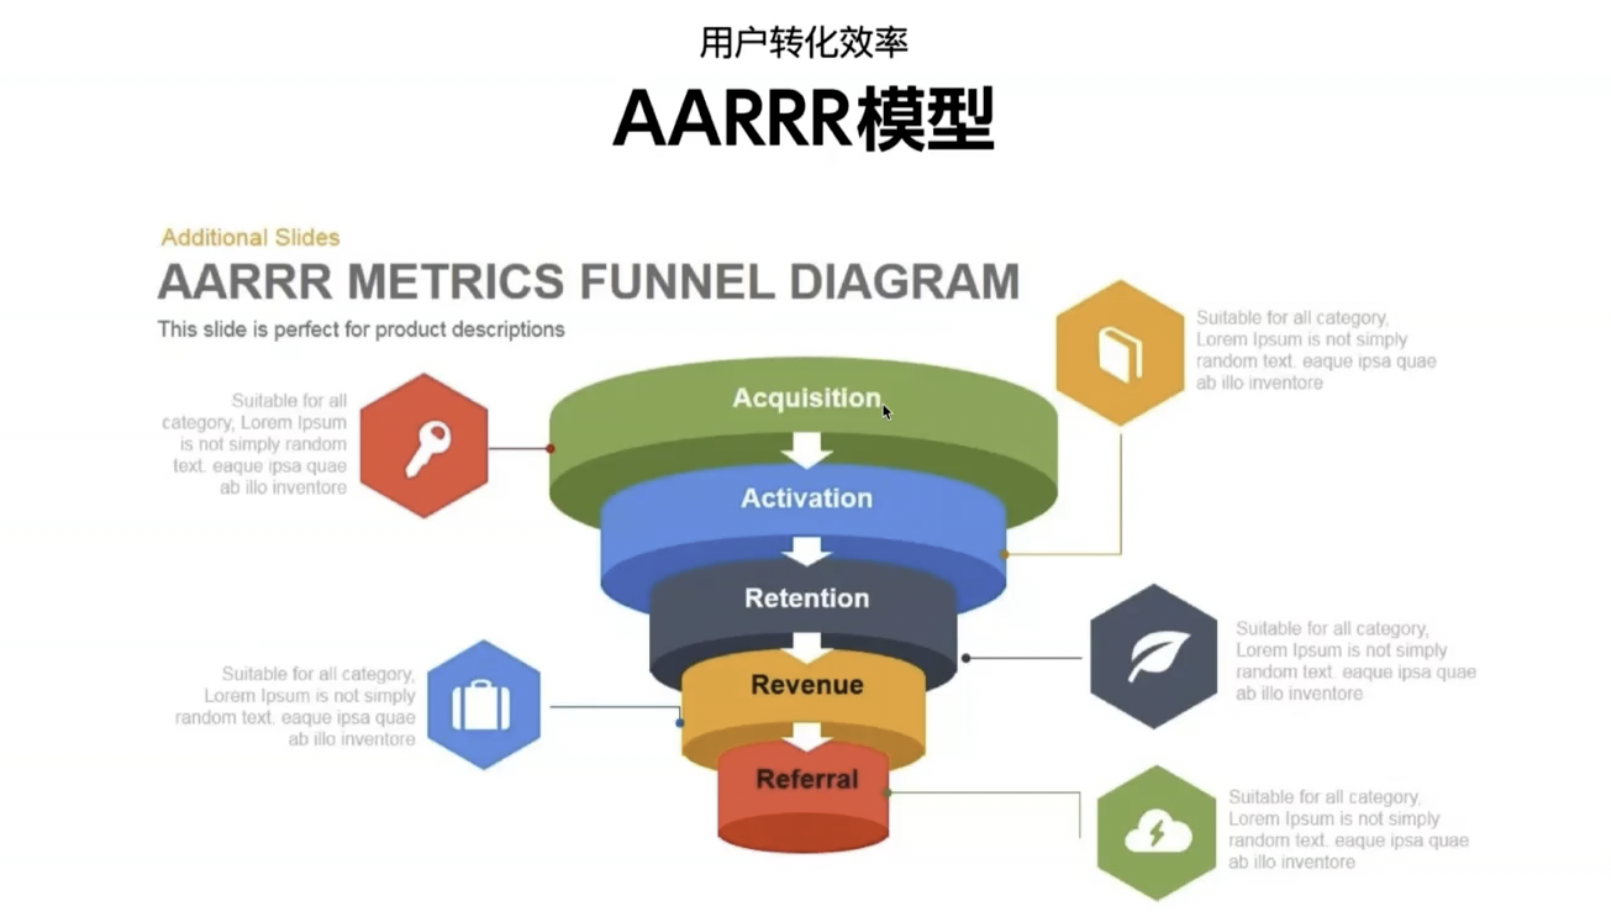 用户转化效率
AARRR模型
Additional Slides
AARRR METRICS FUNNEL DIAGRAM
This slide is perfect for product descriptions
Suitable for all category,
Lorem Ipsum is not simply
random text. eaque ipsa quae
ab illo inventore
Suitable for all
category, Lorem Ipsum
is not simply random
text. eaque ipsa quae
ab illo inventore
Acquisition
Activation
Retention
Revenue
Referral
Suitable for all category,
Lorem Ipsum is not simply
random text. eaque ipsa quae
ab illo inventore
Suitable for all category,
Lorem Ipsum is not simply
random text. eaque ipsa quae
ab illo inventore
Suitable for all category,
Lorem Ipsum is not simply
random text. eaque ipsa quae
ab illo inventore